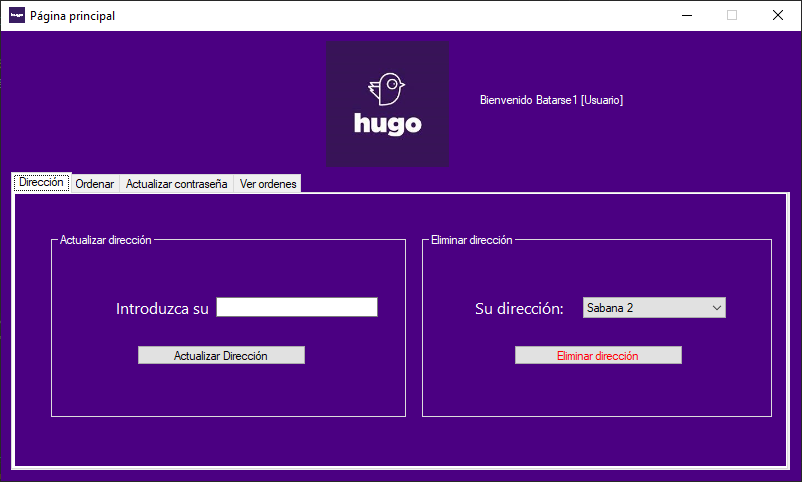 hugo
Página principal
hugo
Bienvenido Batarse1 [Usuario]
Dirección
Ordenar
Actualizar contraseña
Ver ordenes
Actualizar dirección
Introduzca su
Actualizar Dirección
Eliminar dirección
Su dirección:
Sabana 2
Eliminar dirección